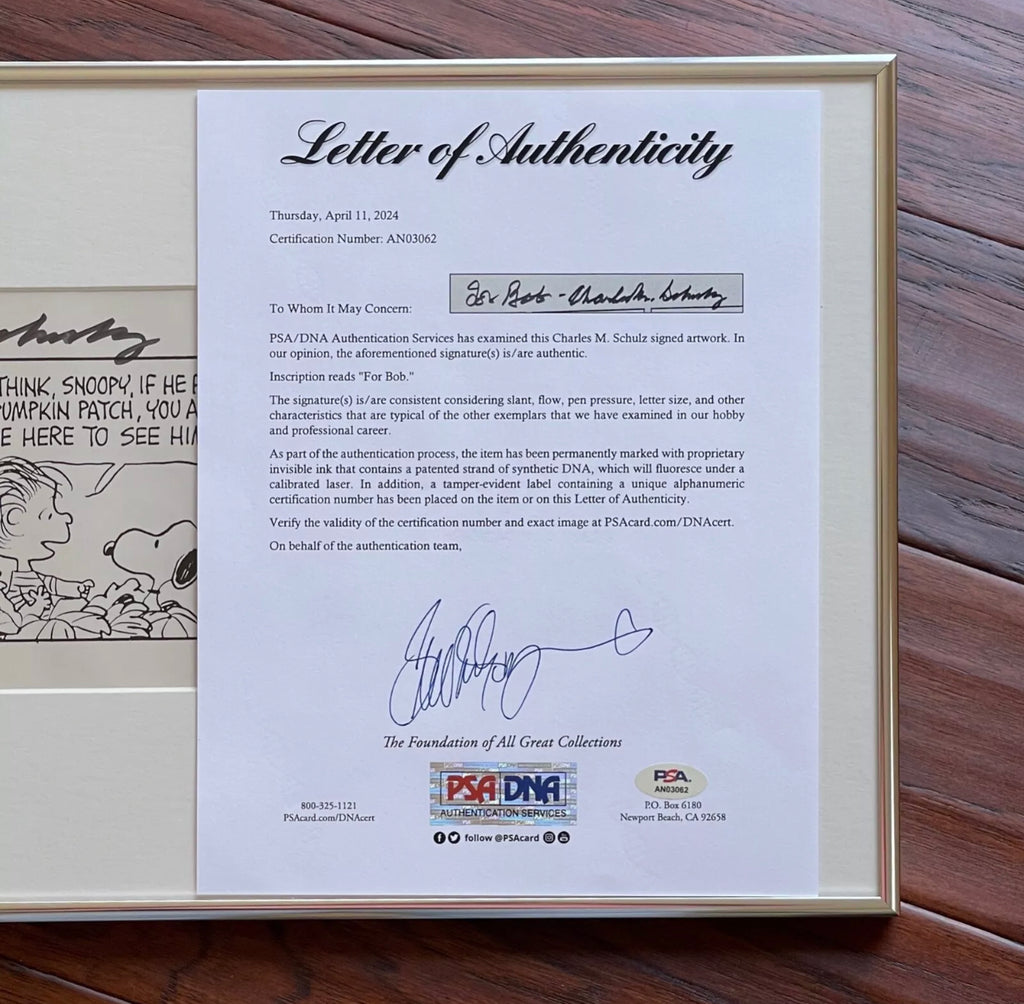 Letter of Authenticity
Thursday, April 11, 2024
Certification Number: AN03062
For Bob - Charles M. Schulz
To Whom It May Concern:
PSA/DNA Authentication Services has examined this Charles M. Schulz signed artwork. In
our opinion, the aforementioned signature(s) is/are authentic.
Inscription reads "For Bob."
The signature(s) is/are consistent considering slant, flow, pen pressure, letter size, and other
characteristics that are typical of the other exemplars that we have examined in our hobby
and professional career.
As part of the authentication process, the item has been permanently marked with proprietary
invisible ink that contains a patented strand of synthetic DNA, which will fluoresce under a
calibrated laser. In addition, a tamper-evident label containing a unique alphanumeric
certification number has been placed on the item or on this Letter of Authenticity.
Verify the validity of the certification number and exact image at PSAcard.com/DNAcert.
On behalf of the authentication team,
The Foundation of All Great Collections
800-325-1121
PSAcard.com/DNAcert
PSA DNA
AUTHENTICATION SERVICES
follow @PSAcard
PSA
AN03062
P.O. Box 6180
Newport Beach, CA 92658
THINK, SNOOPY, IF HE
PUMPKIN PATCH, YOU
HERE TO SEE